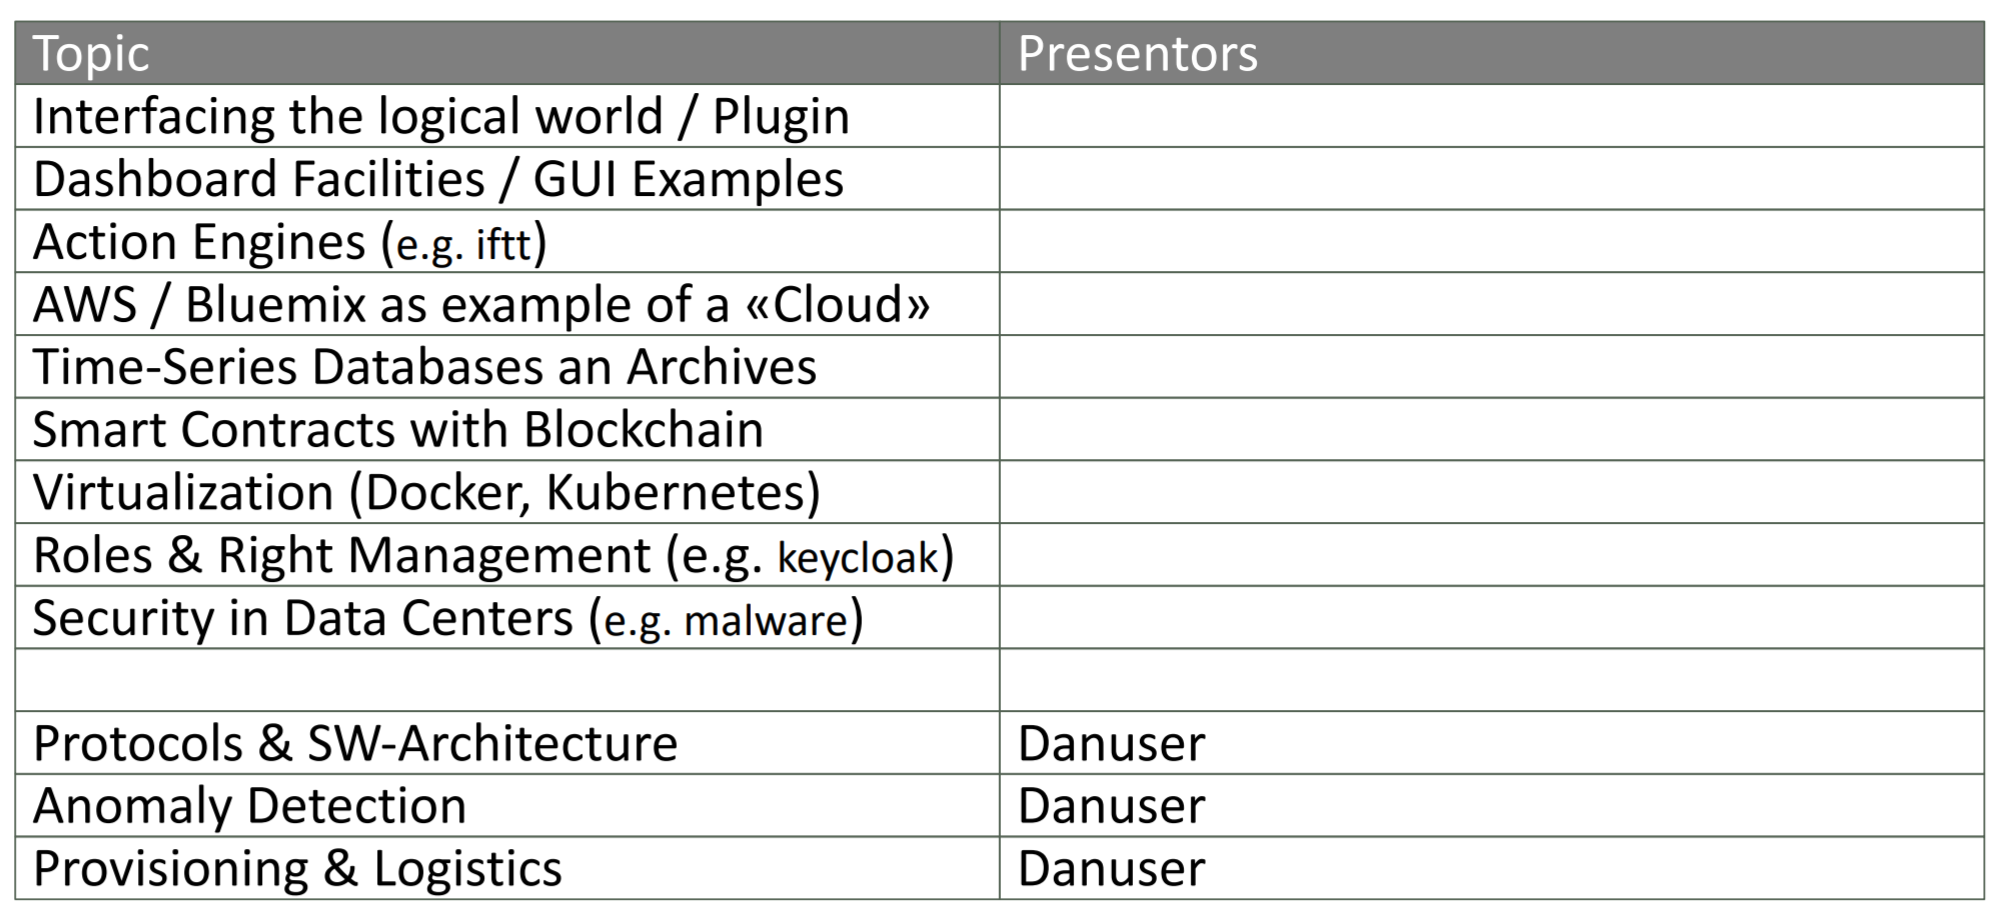 Topic Presentors
Interfacing the logical world / Plugin
Dashboard Facilities / GUI Examples
Action Engines (e.g. iftt)
AWS / Bluemix as example of a «Cloud»
Time-Series Databases an Archives
Smart Contracts with Blockchain
Virtualization (Docker, Kubernetes)
Roles & Right Management (e.g. keycloak)
Security in Data Centers (e.g. malware)
Protocols & SW-Architecture Danuser
Anomaly Detection Danuser
Provisioning & Logistics Danuser